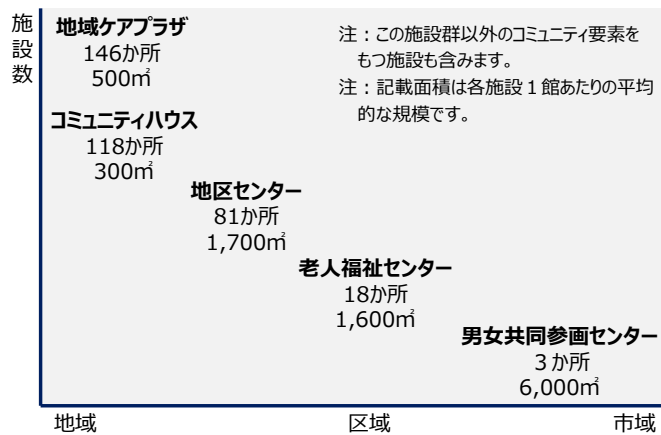 施設数
地域ケアプラザ
146か所
500㎡
注：この施設群以外のコミュニティ要素を
もつ施設も含みます。
注：記載面積は各施設１館あたりの平均
的な規模です。
コミュニティハウス
118か所
300㎡
地区センター
81か所
1,700㎡
老人福祉センター
18か所
1,600㎡
男女共同参画センター
３か所
6,000㎡
地域
区域
市域